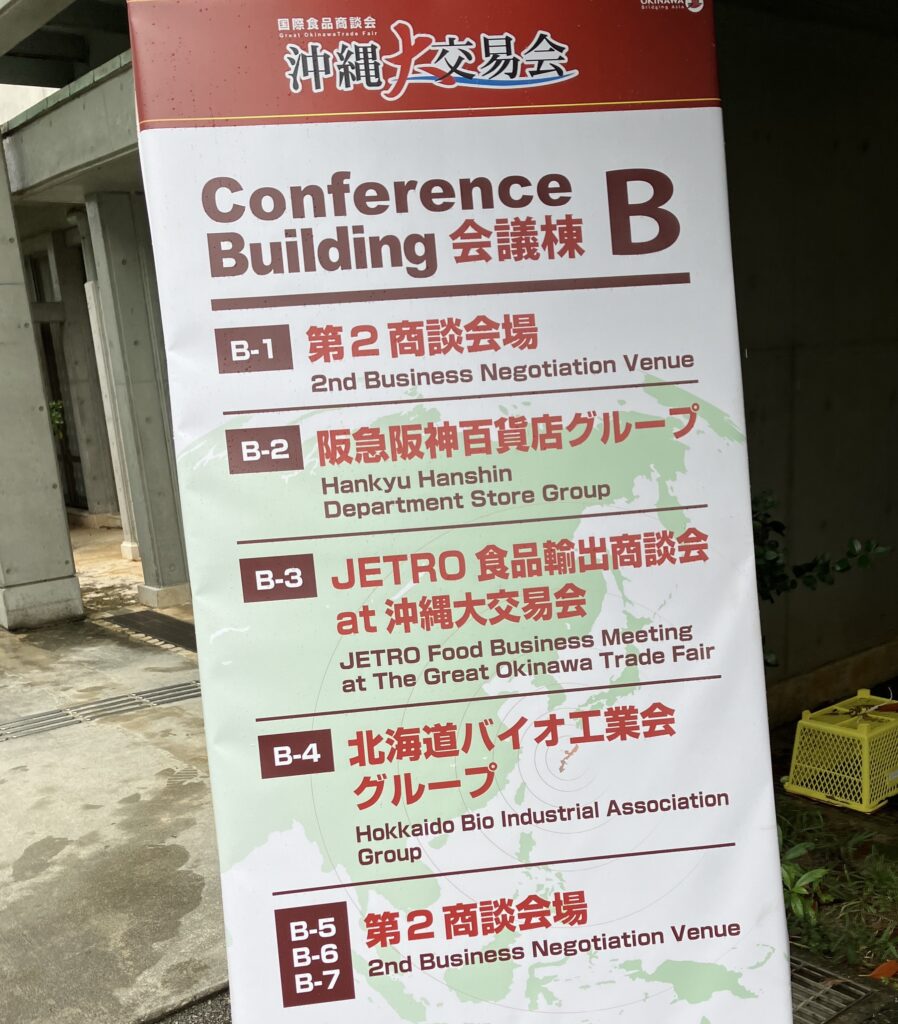 国際食品商談会
Great OkinawaTrade Fair
沖縄大交易会
OKINAWA
Bridging Asia
Conference
Building 会議棟 B
B-1 第2商談会場
2nd Business Negotiation Venue
B-2 阪急阪神百貨店グループ
Hankyu Hanshin
Department Store Group
B-3 JETRO 食品輸出商談会
at 沖縄大交易会
JETRO Food Business Meeting
at The Great Okinawa Trade Fair
B-4 北海道バイオ工業会
グループ
Hokkaido Bio Industrial Association
Group
B-5
B-6
B-7
第2商談会場
2nd Business Negotiation Venue